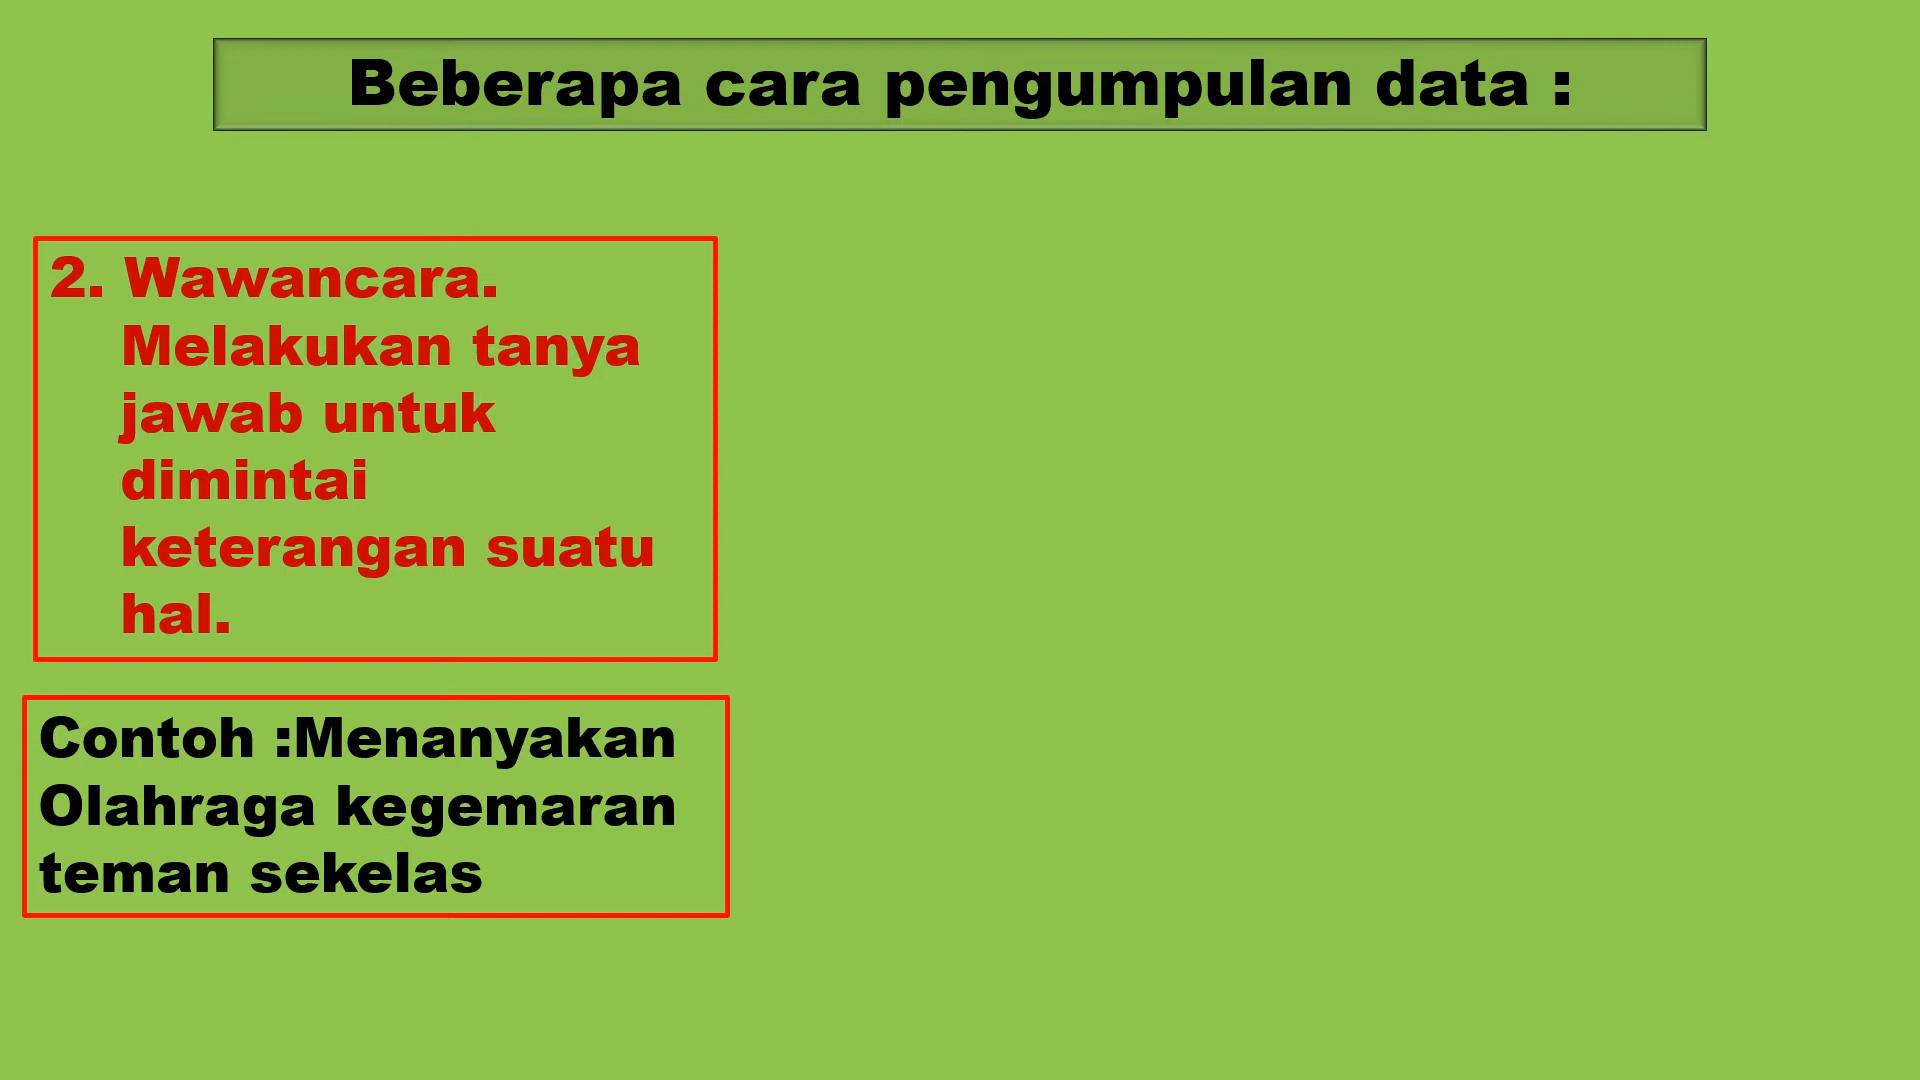 Beberapa cara pengumpulan data :
2. Wawancara.
Melakukan tanya
jawab untuk
dimintai
keterangan suatu
hal.
Contoh :Menanyakan
Olahraga kegemaran
teman sekelas